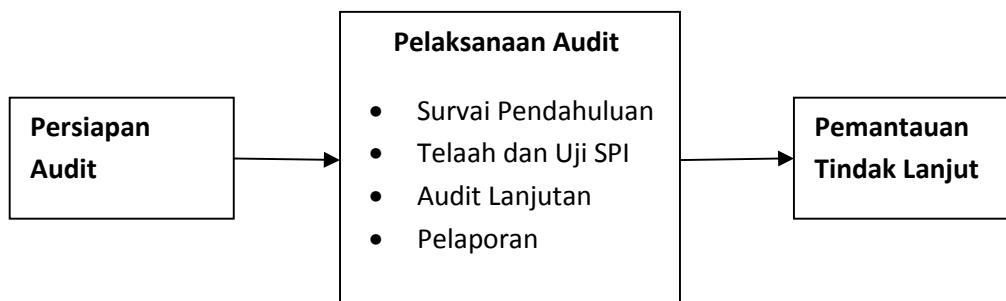 Persiapan
Audit
Pelaksanaan Audit
• Survai Pendahuluan
• Telaah dan Uji SPI
• Audit Lanjutan
• Pelaporan
Pemantauan
Tindak Lanjut